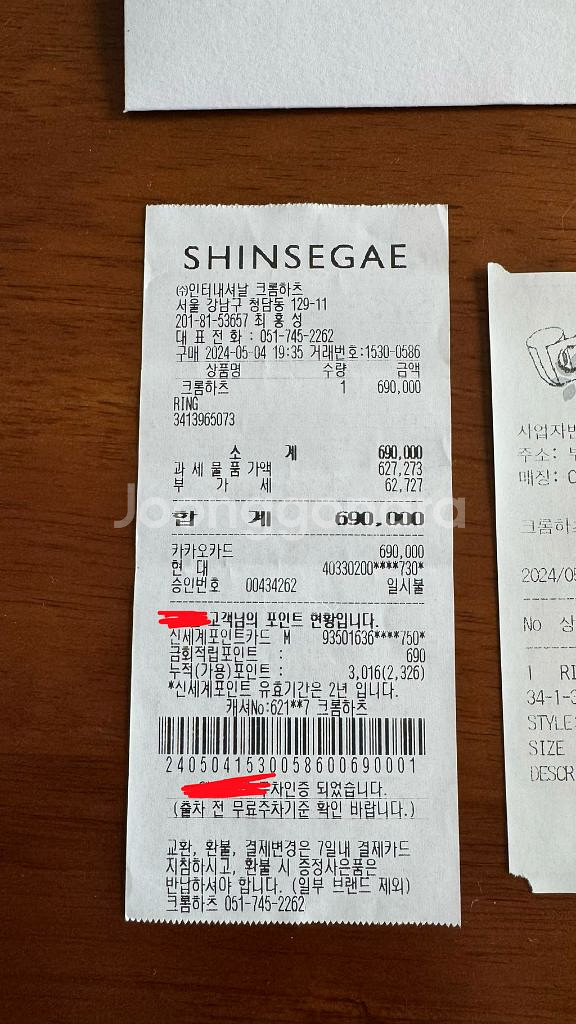 SHINSEGAE
㈜인터내셔날 크롬하츠
서울 강남구 청담동 129-11
201-81-53657 최 홍 성
대 표 전 화 : 051-745-2262
구매 2024-05-04 19:35 거래번호:1530-0586
상품명 수량 금액
크롬하츠 1 690,000
RING
3413965073
소 계 690,000
과 세 물 품 가 액 627,273
부 가 세 62,727
합 계 690,000
카카오카드 690,000
현 대 40330200****730*
승인번호 00434262 일시불
고객님의 포인트 현황입니다.
신세계포인트카드 M 93501636****750*
금회적립포인트 : 690
누적(가용)포인트 : 3,016(2,326)
*신세계포인트 유효기간은 2년 입니다.
캐셔No:621**7 크롬하츠
2405041530058600690001
주차인증 되었습니다.
(출차 전 무료주차기준 확인 바랍니다.)
교환, 환불, 결제변경은 7일내 결제카드
지참하시고, 환불 시 증정사은품은
반납하셔야 합니다. (일부 브랜드 제외)
크롬하츠 051-745-2262
사업자번
주소: 부
매장:
크롬하츠
2024/05
No 상
1 RI
34-1-3
STYLE
SIZE
DESCR